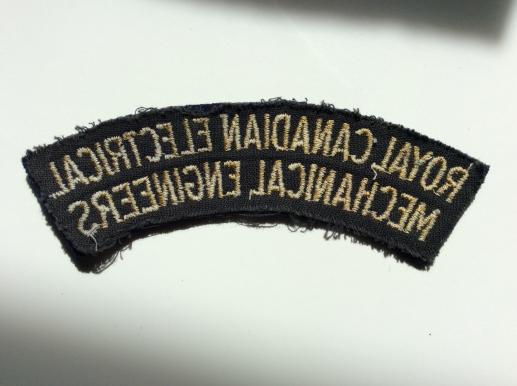 ROYAL CANADIAN ELECTRICAL
MECHANICAL ENGINEERS